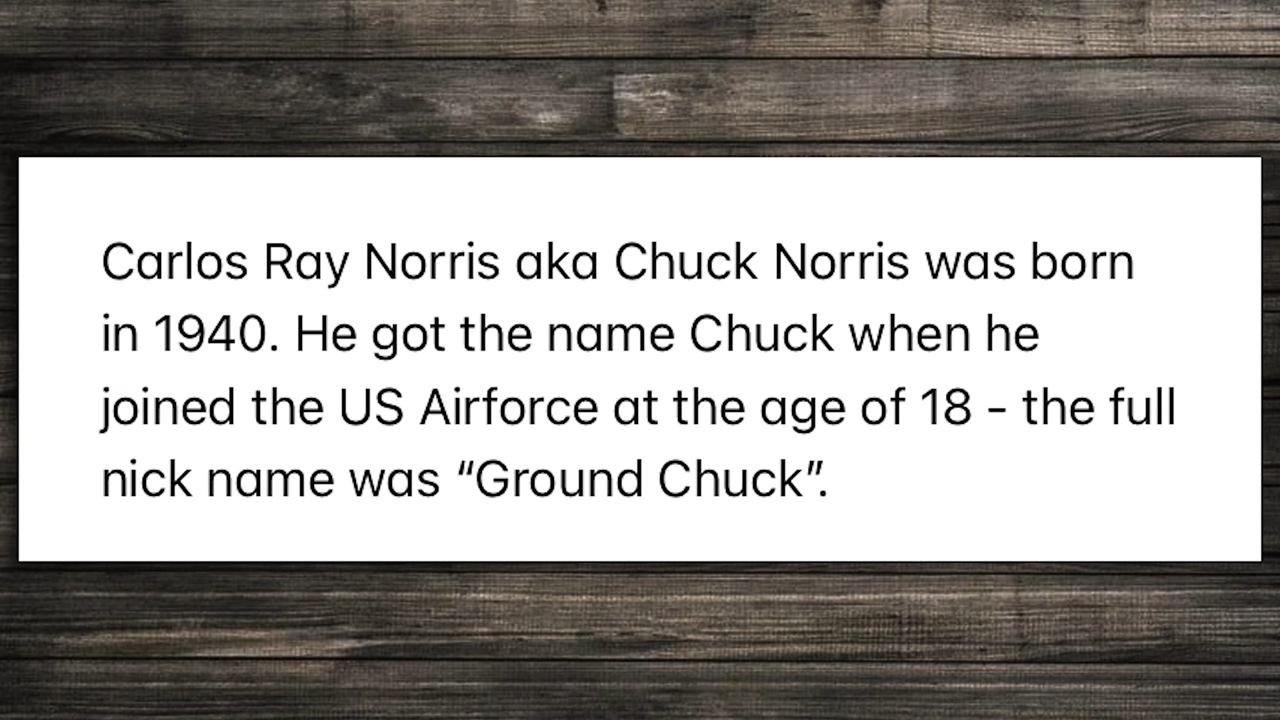 Carlos Ray Norris aka Chuck Norris was born
in 1940. He got the name Chuck when he
joined the US Airforce at the age of 18 - the full
nick name was “Ground Chuck”.